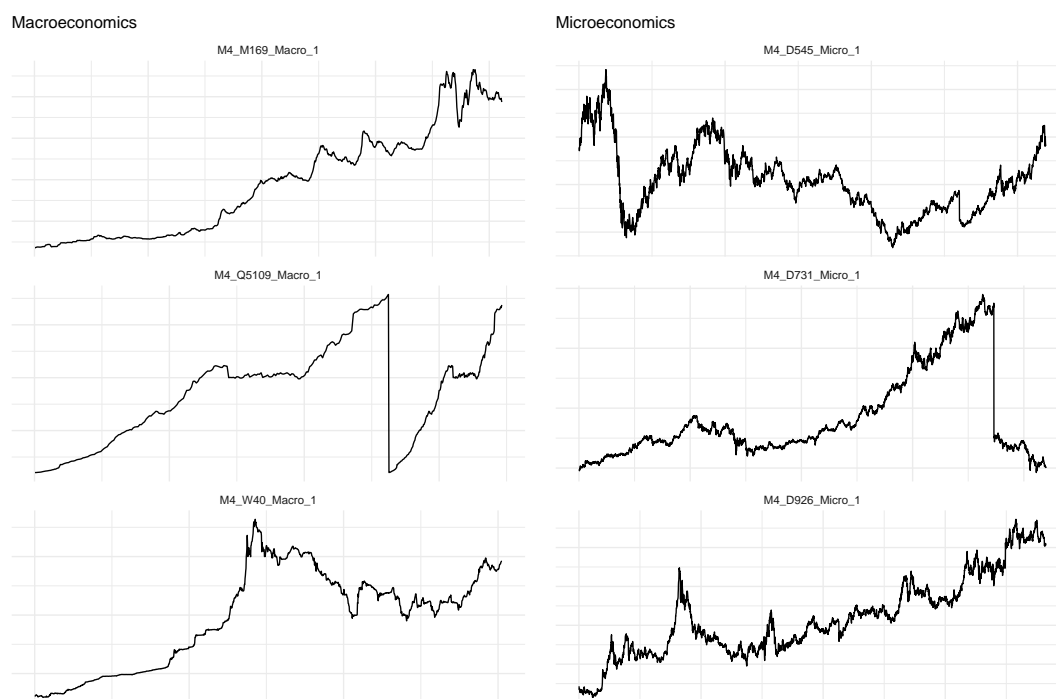 Macroeconomics
M4_M169_Macro_1
M4_Q5109_Macro_1
M4_W40_Macro_1
Microeconomics
M4_D545_Micro_1
M4_D731_Micro_1
M4_D926_Micro_1